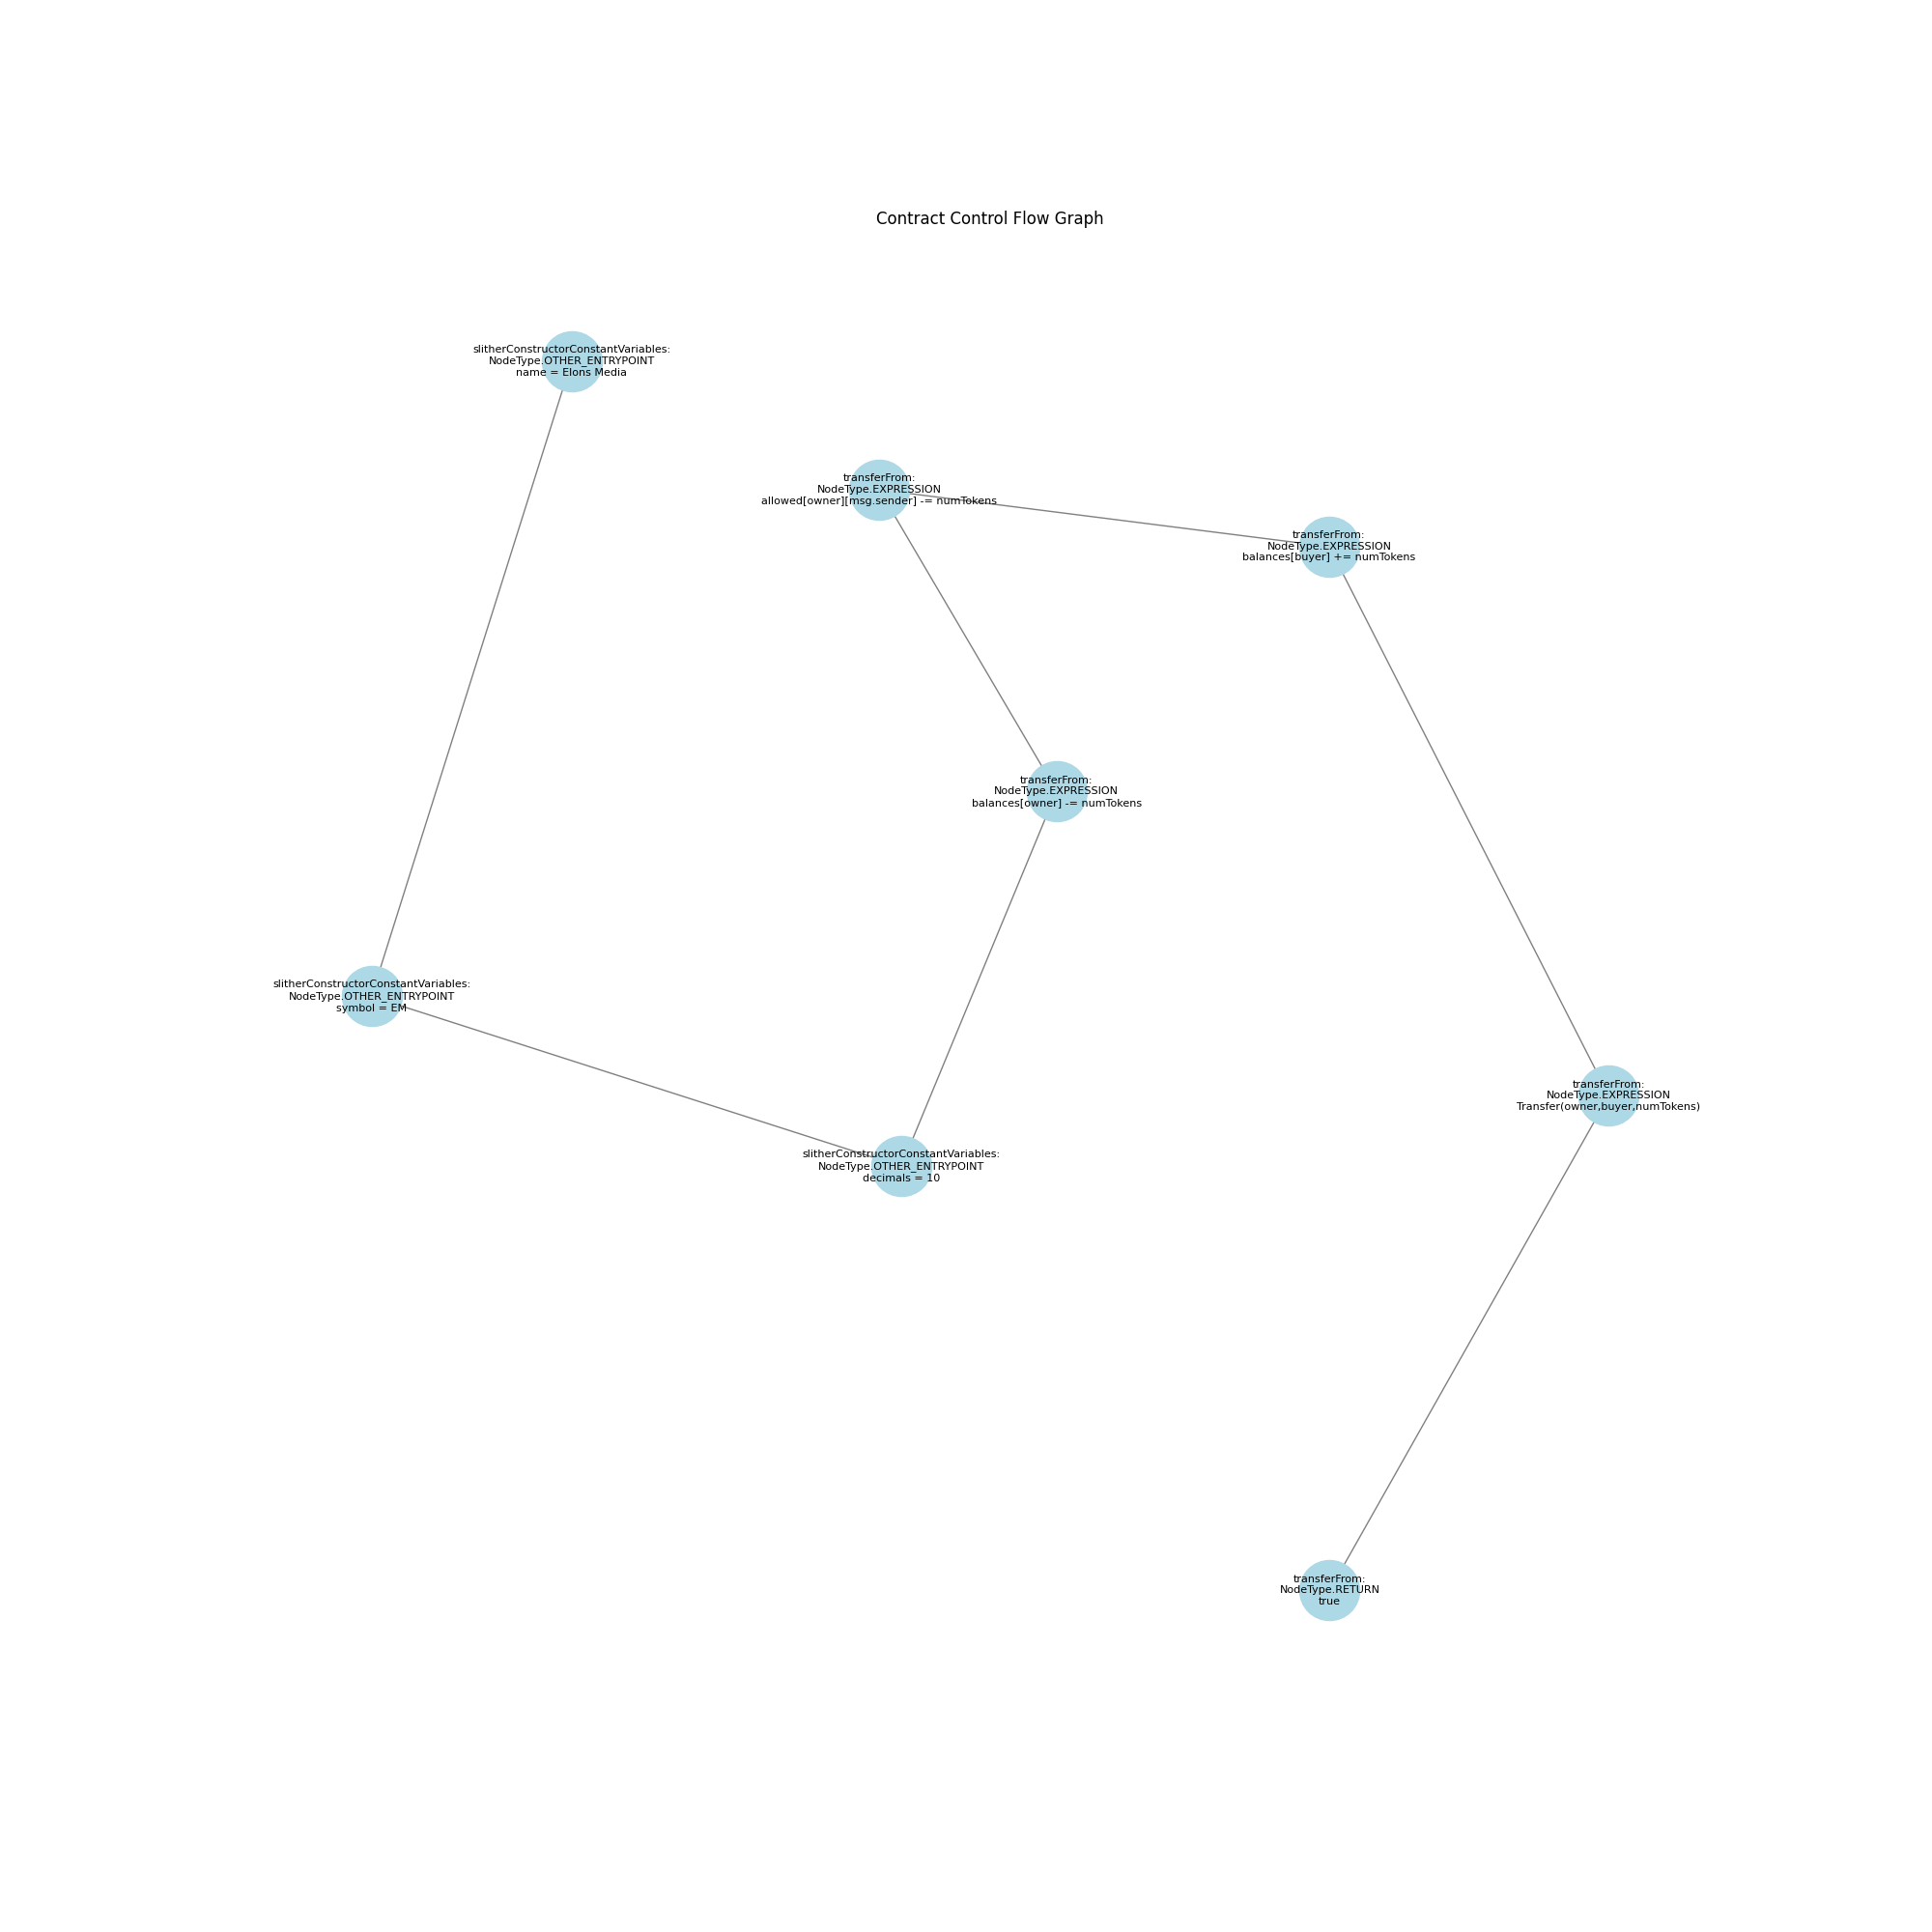 Contract Control Flow Graph
slitherConstructorConstantVariables:
NodeType.OTHER_ENTRYPOINT
name = Elons Media
transferFrom:
NodeType.EXPRESSION
allowed[owner][msg.sender] -= numTokens
transferFrom:
NodeType.EXPRESSION
balances[buyer] += numTokens
transferFrom:
NodeType.EXPRESSION
balances[owner] -= numTokens
slitherConstructorConstantVariables:
NodeType.OTHER_ENTRYPOINT
symbol = EM
transferFrom:
NodeType.EXPRESSION
Transfer(owner,buyer,numTokens)
slitherConstructorConstantVariables:
NodeType.OTHER_ENTRYPOINT
decimals = 10
transferFrom:
NodeType.RETURN
true